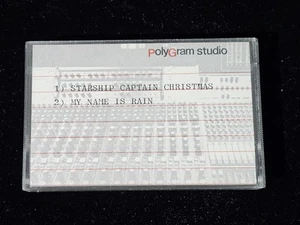 PolyGram studio
1) STARSHIP CAPTAIN CHRISTMAS
2) MY NAME IS RAIN